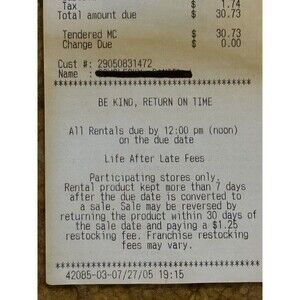 Tax $ 1.74
Total amount due $ 30.73
Tendered MC $ 30.73
Change Due $ 0.00
Cust #: 29050831472
Name :
BE KIND, RETURN ON TIME
All Rentals due by 12:00 pm (noon)
on the due date
Life After Late Fees
Participating stores only.
Rental product kept more than 7 days
after the due date is converted to
a sale. Sale may be reversed by
returning the product within 30 days of
the sale date and paying a $1.25
restocking fee. Franchise restocking
fees may vary.
42085-03-07/27/05 19:15